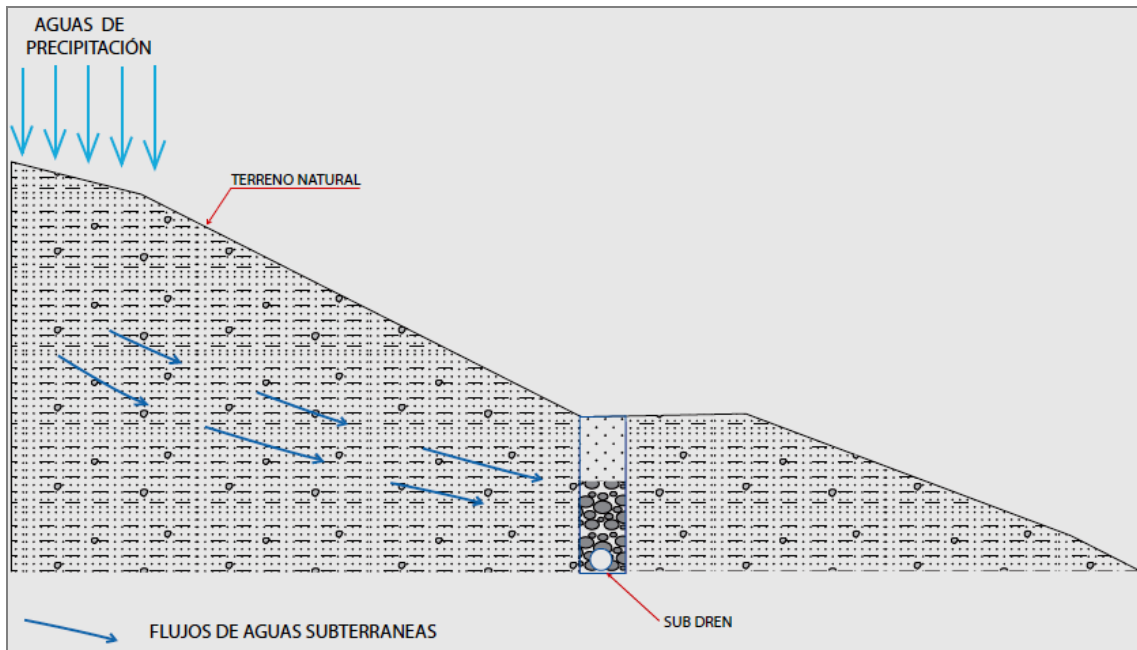 AGUAS DE
PRECIPITACIÓN
TERRENO NATURAL
SUB DREN
FLUJOS DE AGUAS SUBTERRANEAS